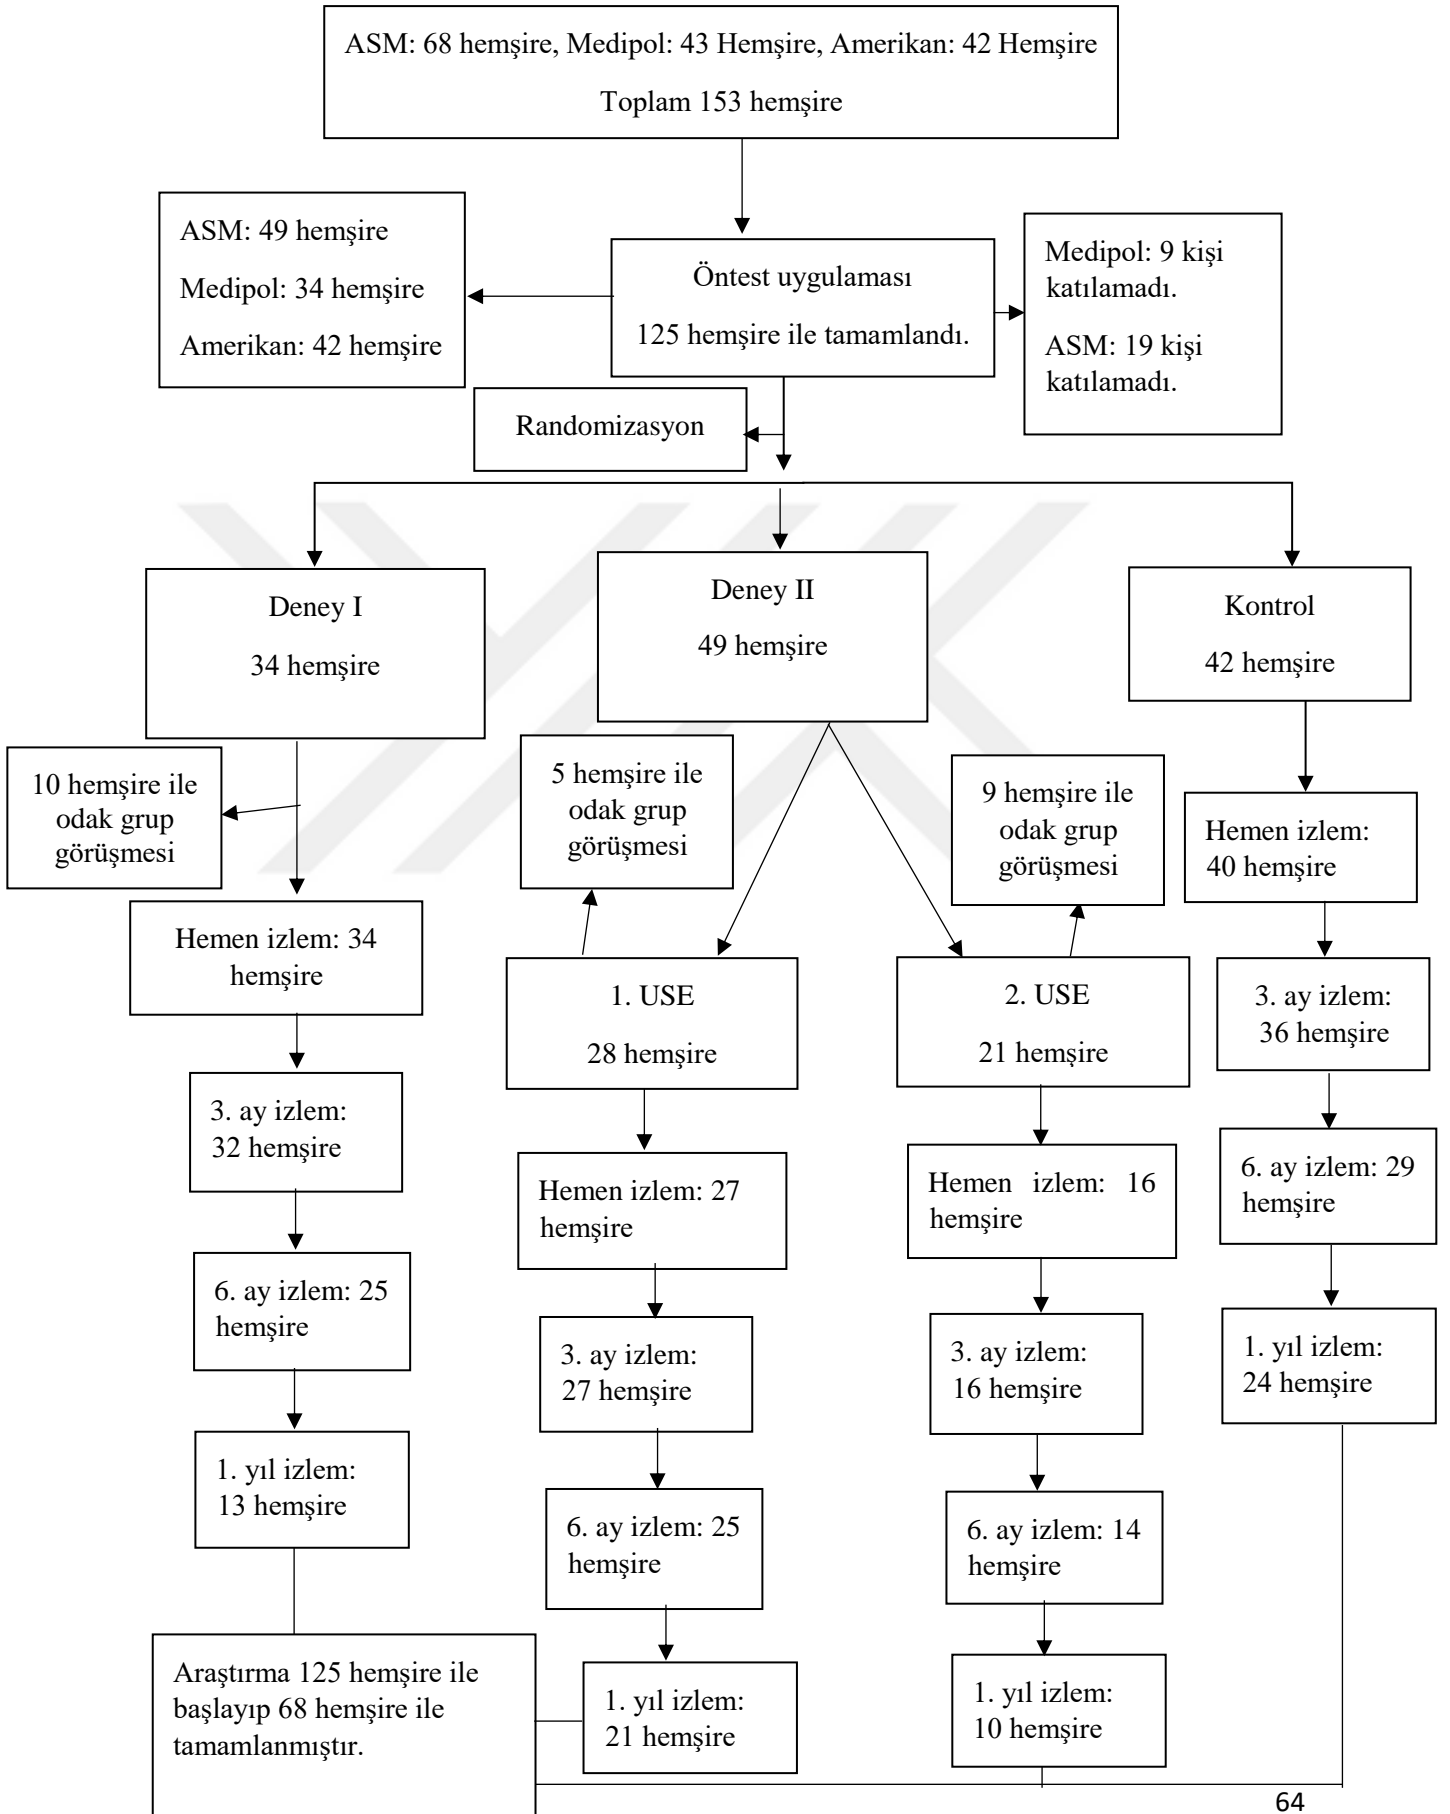 ASM: 68 hemşire, Medipol: 43 Hemşire, Amerikan: 42 Hemşire
Toplam 153 hemşire
ASM: 49 hemşire
Medipol: 34 hemşire
Amerikan: 42 hemşire
Öntest uygulaması
125 hemşire ile tamamlandı.
Medipol: 9 kişi
katılamadı.
ASM: 19 kişi
katılamadı.
Randomizasyon
Deney I
34 hemşire
Deney II
49 hemşire
Kontrol
42 hemşire
10 hemşire ile
odak grup
görüşmesi
5 hemşire ile
odak grup
görüşmesi
9 hemşire ile
odak grup
görüşmesi
Hemen izlem:
40 hemşire
Hemen izlem: 34
hemşire
1. USE
28 hemşire
2. USE
21 hemşire
3. ay izlem:
36 hemşire
3. ay izlem:
32 hemşire
Hemen izlem: 27
hemşire
Hemen izlem: 16
hemşire
6. ay izlem: 29
hemşire
6. ay izlem: 25
hemşire
3. ay izlem:
27 hemşire
3. ay izlem:
16 hemşire
1. yıl izlem:
24 hemşire
1. yıl izlem:
13 hemşire
6. ay izlem: 25
hemşire
6. ay izlem: 14
hemşire
Araştırma 125 hemşire ile
başlayıp 68 hemşire ile
tamamlanmıştır.
1. yıl izlem:
21 hemşire
1. yıl izlem:
10 hemşire
64